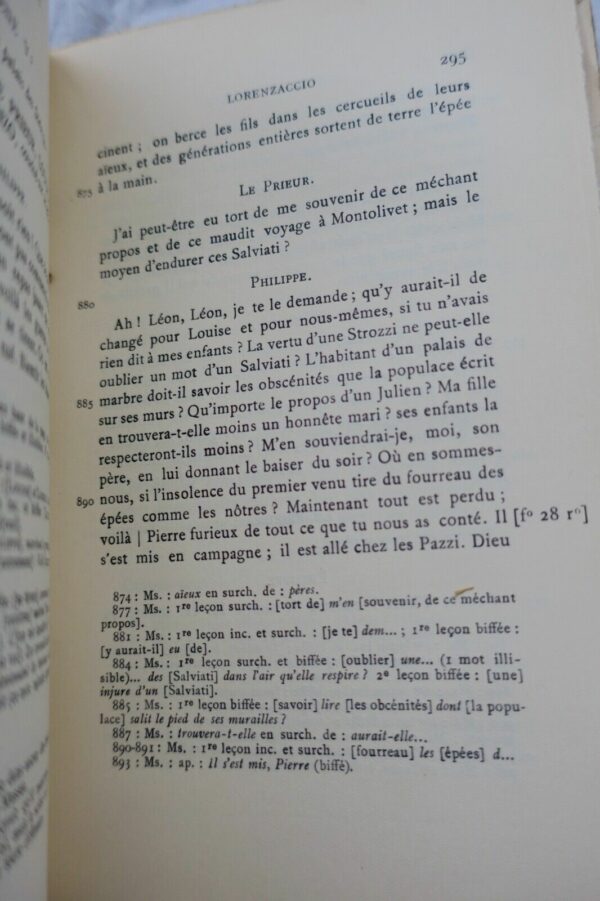 295
LORENZACCIO
cinent ; on berce les fils dans les cercueils de leurs
aïeux, et des générations entières sortent de terre l'épée
875 à la main.
LE PRIEUR.
J'ai peut-être eu tort de me souvenir de ce méchant
propos et de ce maudit voyage à Montolivet ; mais le
moyen d'endurer ces Salviati ?
PHILIPPE.
880
Ah ! Léon, Léon, je te le demande ; qu'y aurait-il de
changé pour Louise et pour nous-mêmes, si tu n'avais
rien dit à mes enfants ? La vertu d'une Strozzi ne peut-elle
oublier un mot d'un Salviati ? L'habitant d'un palais de
885 marbre doit-il savoir les obscénités que la populace écrit
sur ses murs ? Qu'importe le propos d'un Julien ? Ma fille
en trouvera-t-elle moins un honnête mari ? ses enfants la
respecteront-ils moins ? M'en souviendrai-je, moi, son
père, en lui donnant le baiser du soir ? Où en sommes-
890 nous, si l'insolence du premier venu tire du fourreau des
épées comme les nôtres ? Maintenant tout est perdu ;
voilà | Pierre furieux de tout ce que tu nous as conté. Il [fº 28 rº]
s'est mis en campagne ; il est allé chez les Pazzi. Dieu
874 : Ms. : aïeux en surch. de : pères.
877 : Ms. : 1re leçon surch. : [tort de] m'en [souvenir, de ce méchant
propos].
881 : Ms. : 1re leçon inc. et surch. : [je te] dem... ; 1re leçon biffée :
[y aurait-il] eu [de].
884 : Ms. : 1re leçon surch. et biffée : [oublier] une... (1 mot illi-
sible)... des [Salviati] dans l'air qu'elle respire ? 2e leçon biffée : [une]
injure d'un [Salviati].
885 : Ms. : 1re leçon biffée : [savoir] lire [les obcénités] dont [la popu-
lace] salit le pied de ses murailles ?
887 : Ms. : trouvera-t-elle en surch. de : aurait-elle...
890-891 : Ms. : 1re leçon inc. et surch. : [fourreau] les [épées] d...
893 : Ms. : ap. : Il s'est mis, Pierre (biffé).